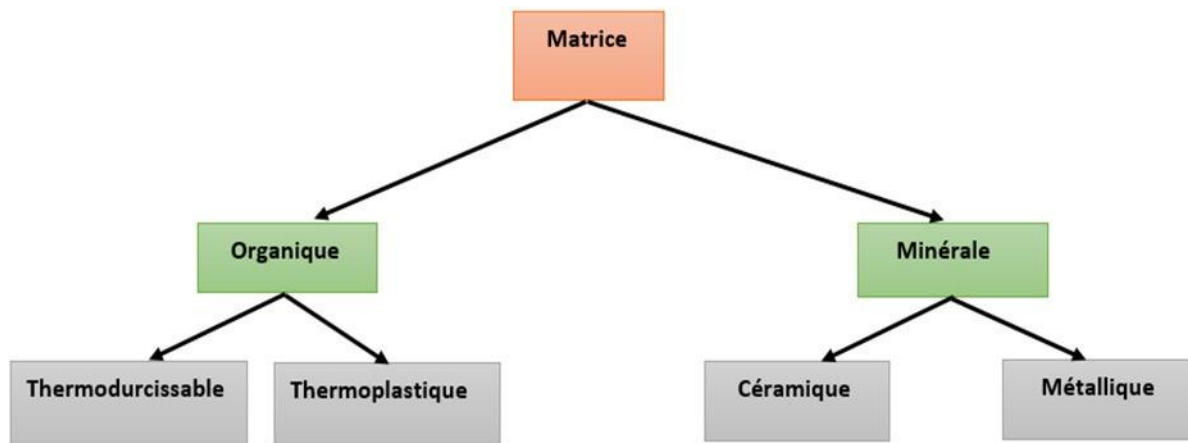 Matrice
Organique
Minérale
Thermodurcissable
Thermoplastique
Céramique
Métallique